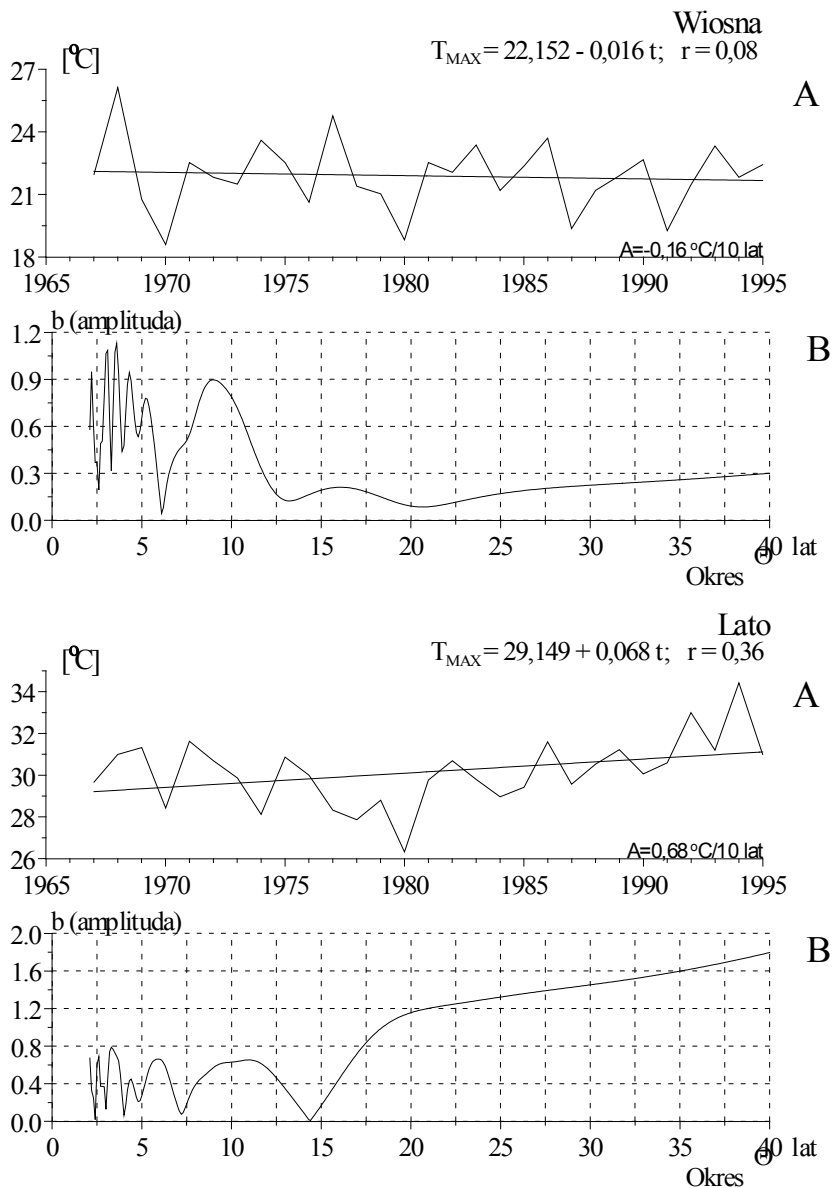 Wiosna
T_MAX = 22,152 - 0,016 t; r = 0,08
[°C]
A
27
24
21
18
A=-0,16 °C/10 lat
1965 1970 1975 1980 1985 1990 1995
b (amplituda)
B
1.2
0.9
0.6
0.3
0.0
0 5 10 15 20 25 30 35 40 lat
Okres Θ
Lato
T_MAX = 29,149 + 0,068 t; r = 0,36
[°C]
A
34
32
30
28
26
A=0,68 °C/10 lat
1965 1970 1975 1980 1985 1990 1995
b (amplituda)
B
2.0
1.6
1.2
0.8
0.4
0.0
0 5 10 15 20 25 30 35 40 lat
Okres Θ